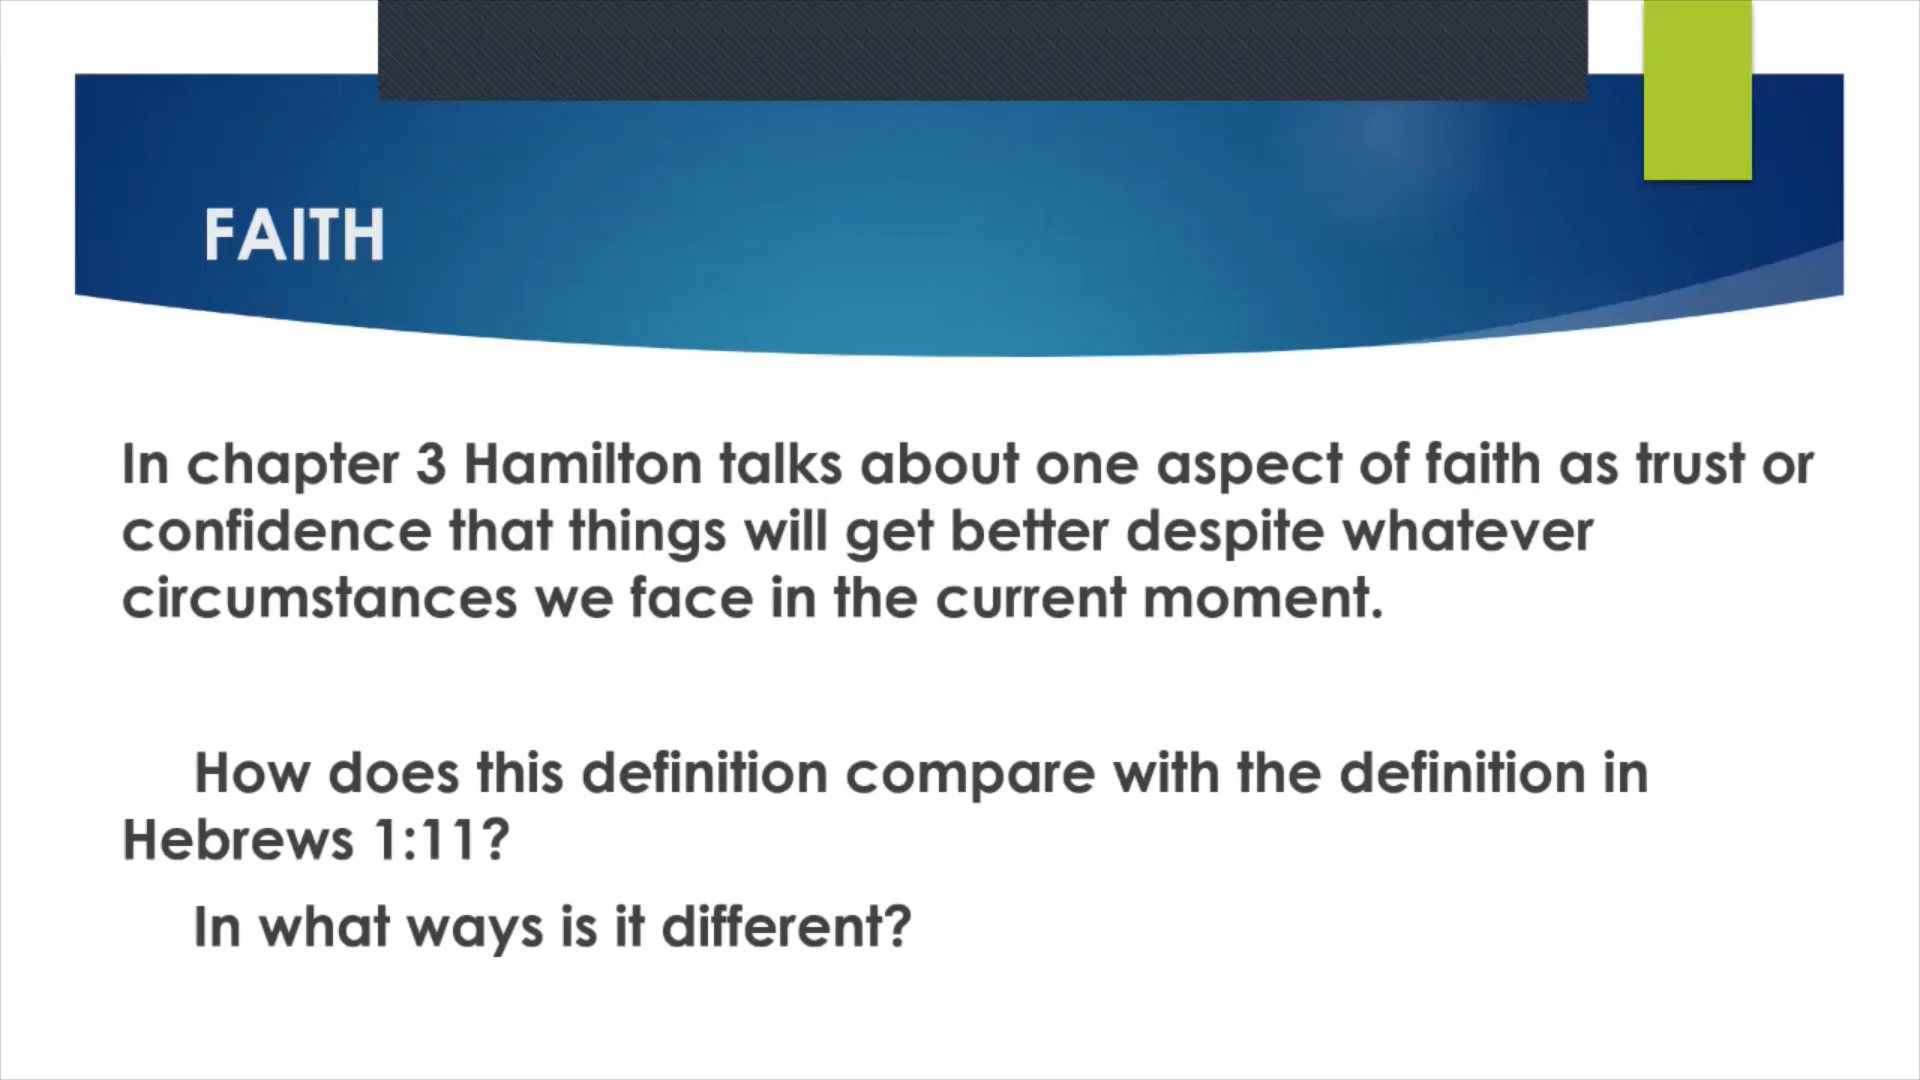 FAITH
In chapter 3 Hamilton talks about one aspect of faith as trust or
confidence that things will get better despite whatever
circumstances we face in the current moment.
How does this definition compare with the definition in
Hebrews 1:11?
In what ways is it different?